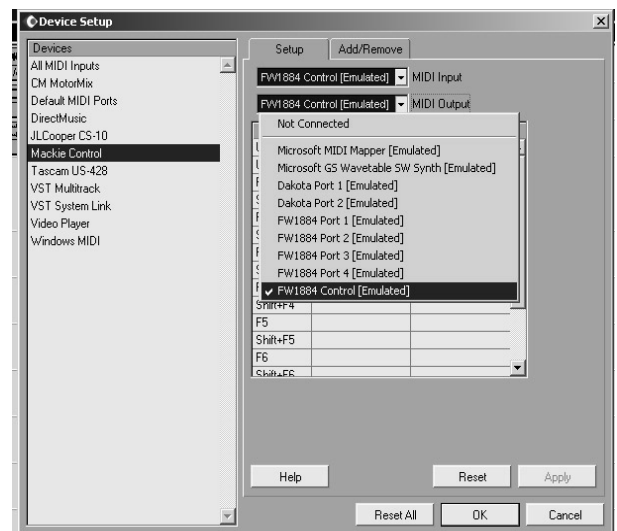 Device Setup
Devices
All MIDI Inputs
CM MotorMix
Default MIDI Ports
DirectMusic
JLCooper CS-10
Mackie Control
Tascam US-428
VST Multitrack
VST System Link
Video Player
Windows MIDI
Setup
Add/Remove
FW1884 Control [Emulated] MIDI Input
FW1884 Control [Emulated] MIDI Output
Not Connected
Microsoft MIDI Mapper [Emulated]
Microsoft GS Wavetable SW Synth [Emulated]
Dakota Port 1 [Emulated]
Dakota Port 2 [Emulated]
FW1884 Port 1 [Emulated]
FW1884 Port 2 [Emulated]
FW1884 Port 3 [Emulated]
FW1884 Port 4 [Emulated]
FW1884 Control [Emulated]
Shift+F4
F5
Shift+F5
F6
Shift+F6
Help
Reset
Apply
Reset All
OK
Cancel